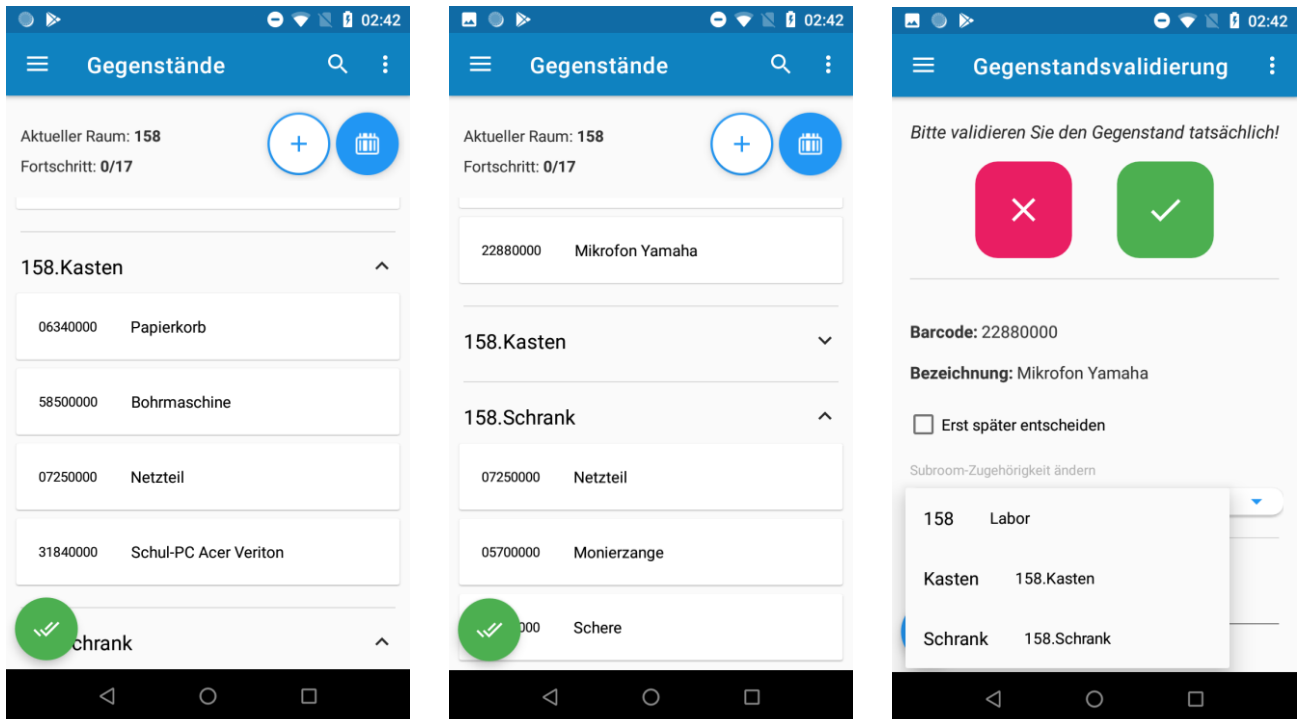 02:42
Gegenstände
Aktueller Raum: 158
Fortschritt: 0/17
158.Kasten
06340000 Papierkorb
58500000 Bohrmaschine
07250000 Netzteil
31840000 Schul-PC Acer Veriton
chrank
02:42
Gegenstände
Aktueller Raum: 158
Fortschritt: 0/17
22880000 Mikrofon Yamaha
158.Kasten
158.Schrank
07250000 Netzteil
05700000 Monierzange
000 Schere
02:42
Gegenstandsvalidierung
Bitte validieren Sie den Gegenstand tatsächlich!
Barcode: 22880000
Bezeichnung: Mikrofon Yamaha
Erst später entscheiden
Subroom-Zugehörigkeit ändern
158 Labor
Kasten 158.Kasten
Schrank 158.Schrank